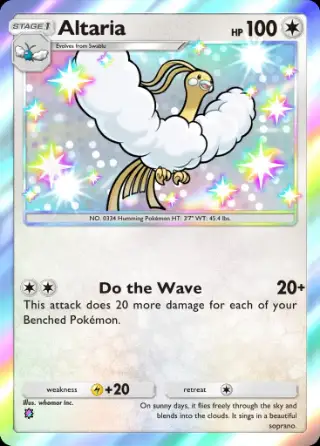 STAGE 1
Altaria
HP 100
Evolves from Swablu
NO. 0334 Humming Pokémon HT: 3'7" WT: 45.4 lbs.
Do the Wave 20+
This attack does 20 more damage for each of your
Benched Pokémon.
weakness +20 retreat
Illus. whomor inc.
On sunny days, it flies freely through the sky and
blends into the clouds. It sings in a beautiful
soprano.